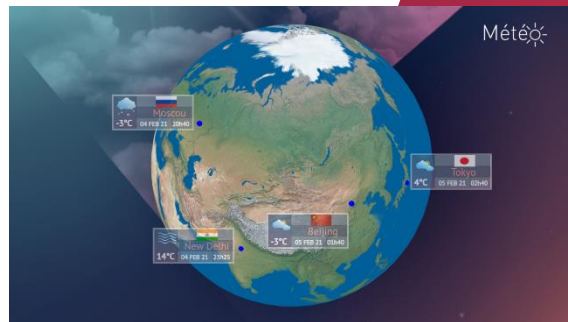 Météo
Moscou
-3°C 04 FEB 21 20h40
Tokyo
4°C 05 FEB 21 02h40
Beijing
-3°C 05 FEB 21 01h40
New Delhi
14°C 04 FEB 21 23h25